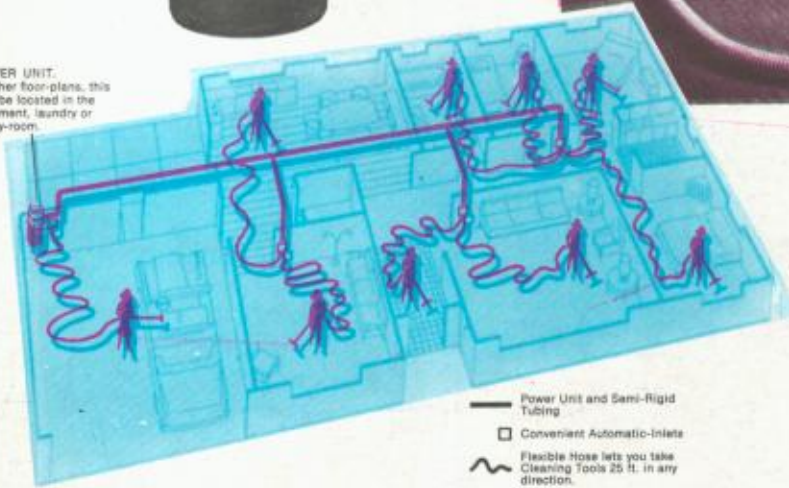 ER UNIT.
her floor-plans, this
be located in the
ment, laundry or
y-room.
Power Unit and Semi-Rigid
Tubing
Convenient Automatic-Inlets
Flexible Hose lets you take
Cleaning Tools 25 ft. in any
direction.